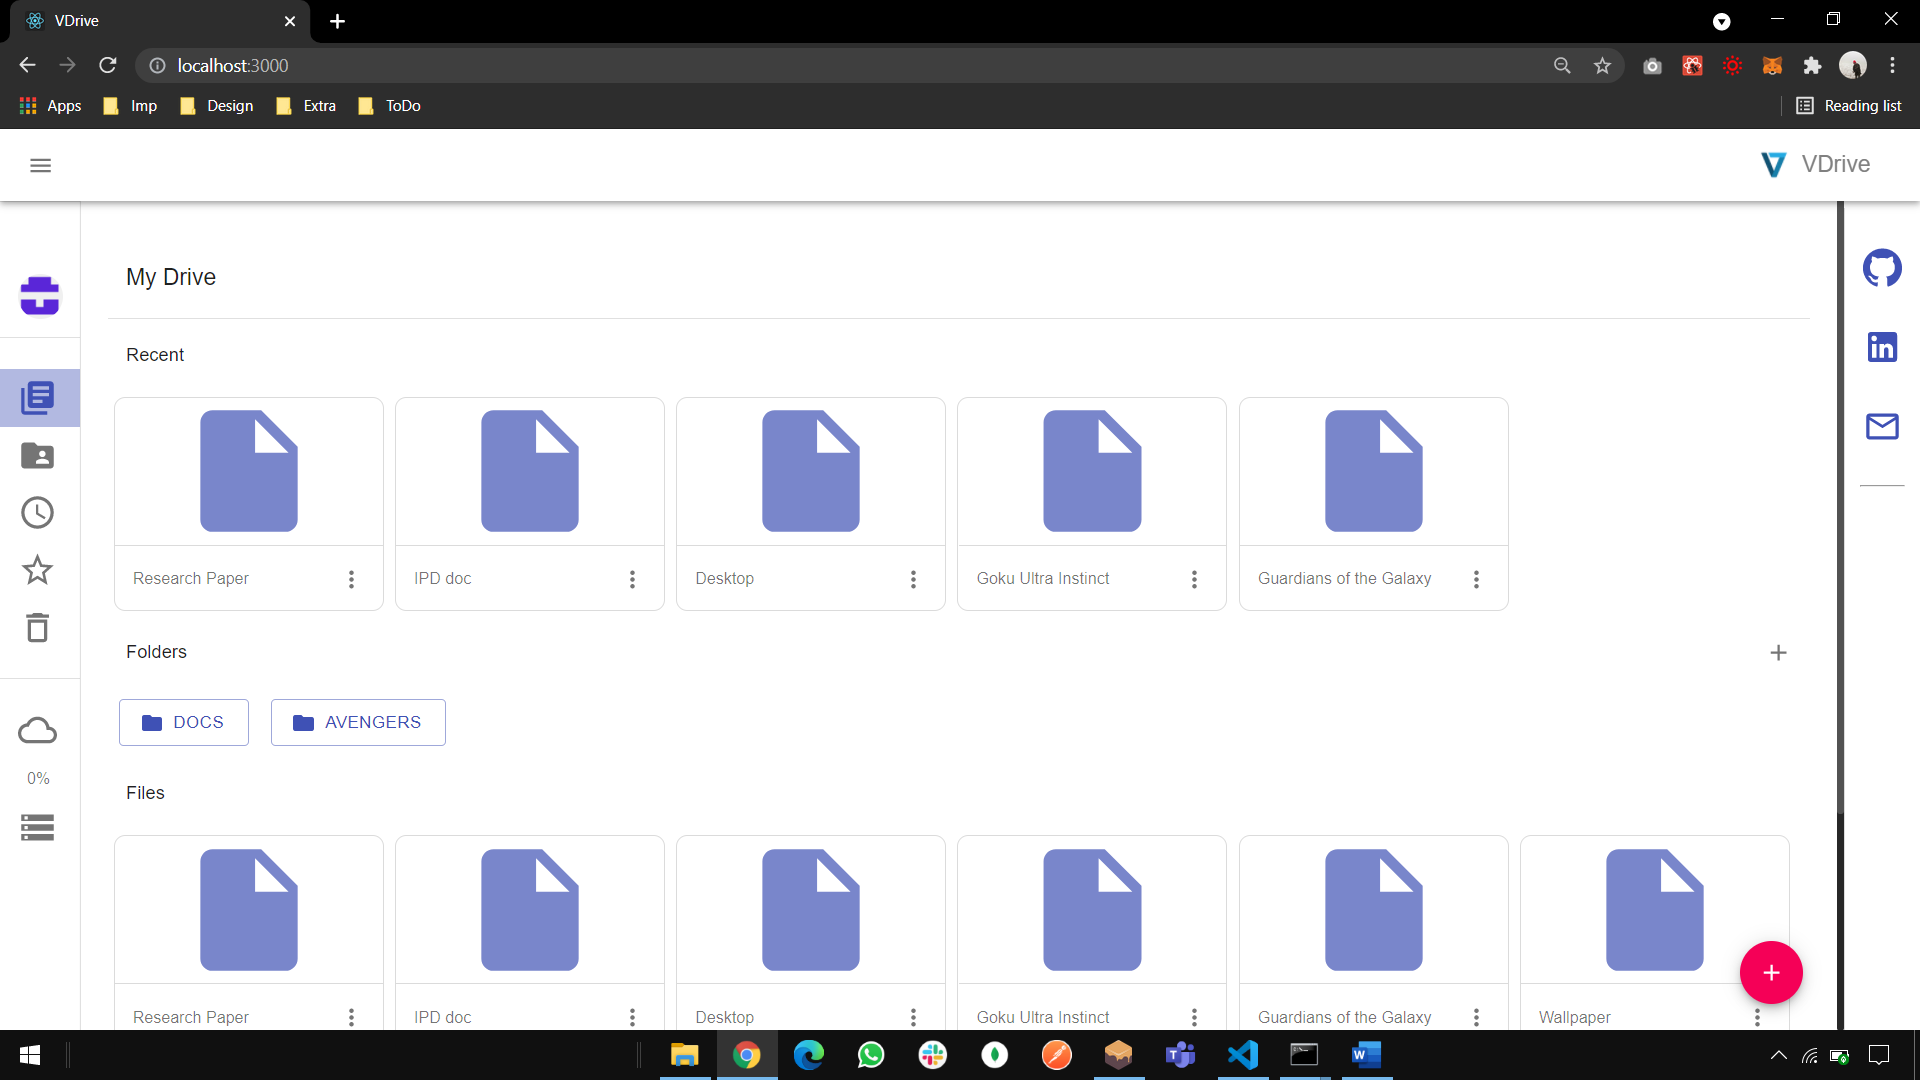 VDrive
localhost:3000
Apps Imp Design Extra ToDo Reading list
VDrive
My Drive
Recent
Research Paper IPD doc Desktop Goku Ultra Instinct Guardians of the Galaxy
Folders
DOCS AVENGERS
0%
Files
Research Paper IPD doc Desktop Goku Ultra Instinct Guardians of the Galaxy Wallpaper